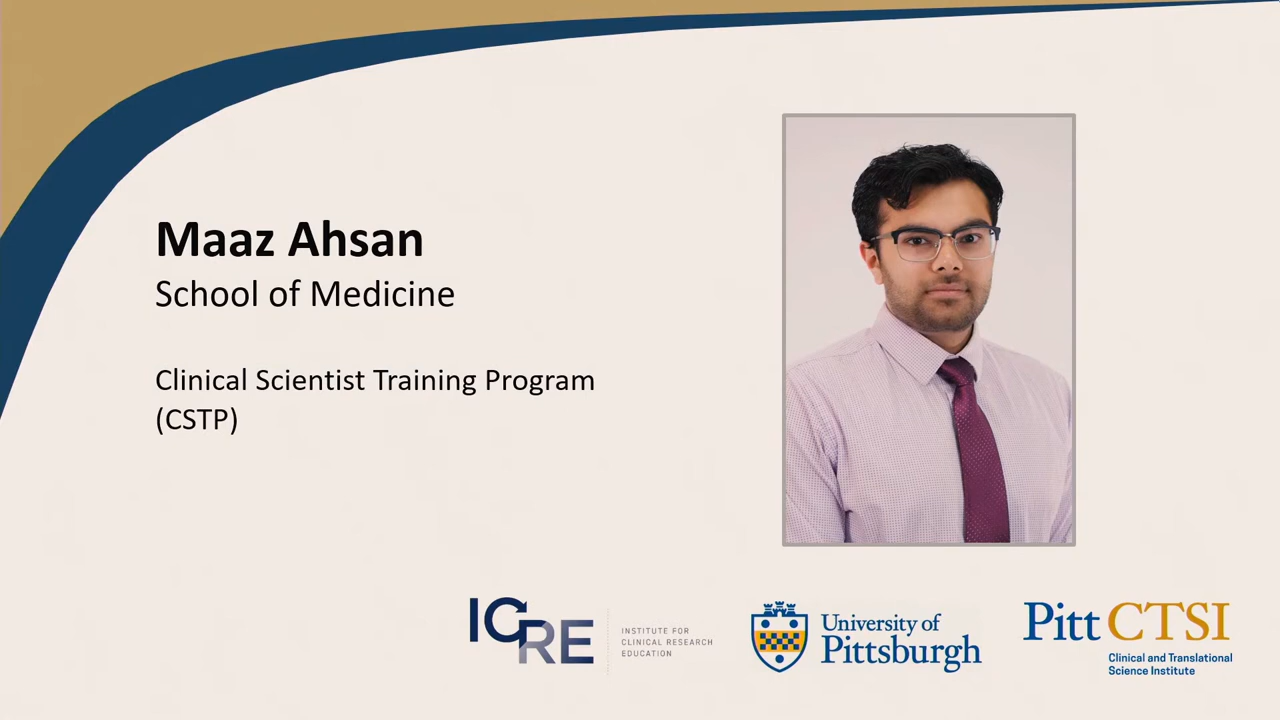 Maaz Ahsan
School of Medicine
Clinical Scientist Training Program
(CSTP)
ICRE
INSTITUTE FOR
CLINICAL RESEARCH
EDUCATION
University of
Pittsburgh
Pitt CTSI
Clinical and Translational
Science Institute